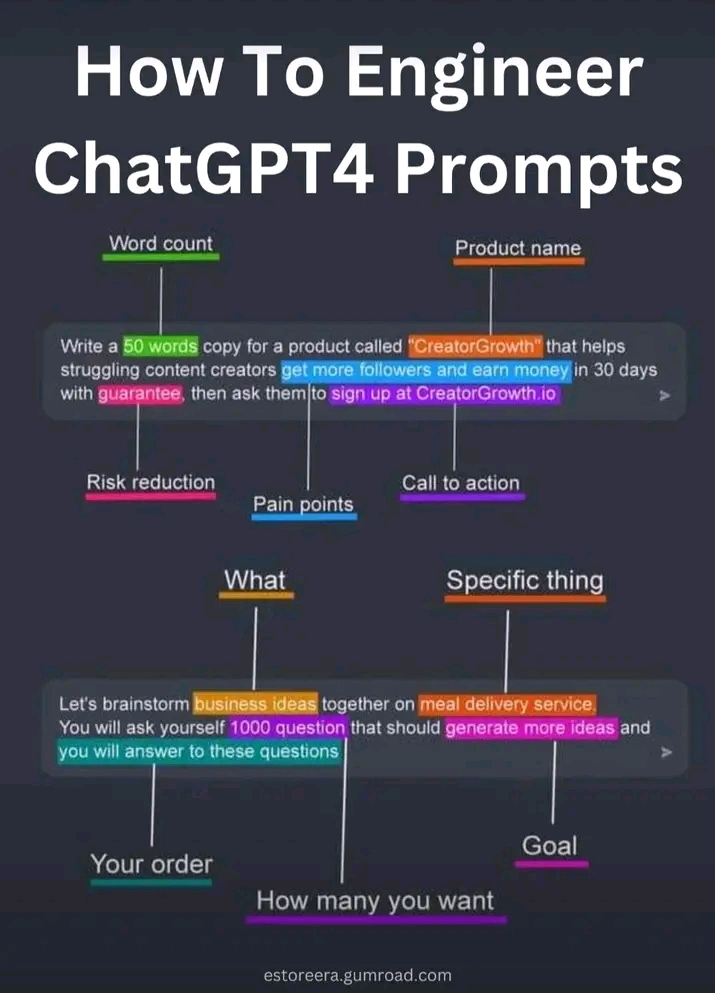 How To Engineer
ChatGPT4 Prompts
Word count
Product name
Write a 50 words copy for a product called "CreatorGrowth" that helps
struggling content creators get more followers and earn money in 30 days
with guarantee, then ask them to sign up at CreatorGrowth.io
Risk reduction
Pain points
Call to action
What
Specific thing
Let's brainstorm business ideas together on meal delivery service.
You will ask yourself 1000 question that should generate more ideas and
you will answer to these questions
Your order
Goal
How many you want
estoreera.gumroad.com